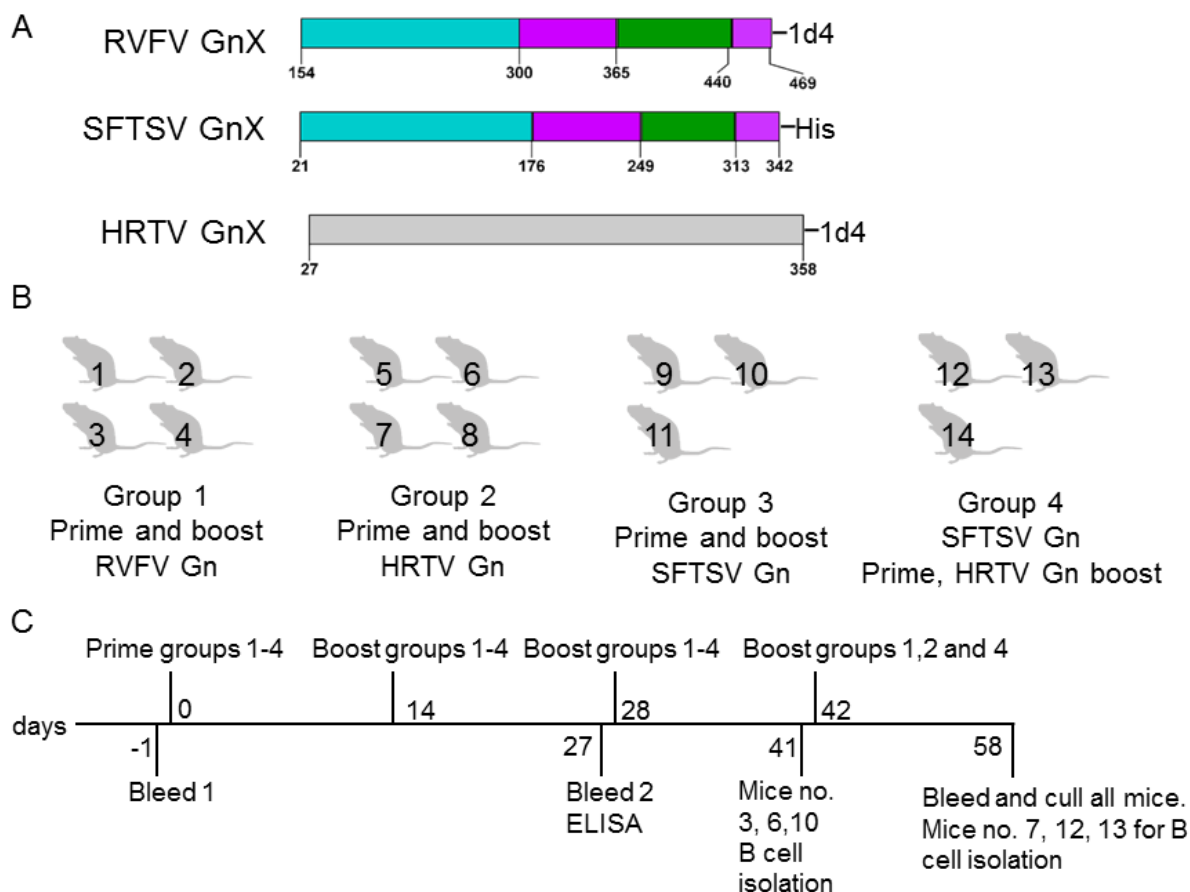 A
RVFV GnX
1d4
154 300 365 440 469
SFTSV GnX
His
21 176 249 313 342
HRTV GnX
1d4
27 358
B
1 2
3 4
Group 1
Prime and boost
RVFV Gn
5 6
7 8
Group 2
Prime and boost
HRTV Gn
9 10
11
Group 3
Prime and boost
SFTSV Gn
12 13
14
Group 4
SFTSV Gn
Prime, HRTV Gn boost
C
Prime groups 1-4 Boost groups 1-4 Boost groups 1-4 Boost groups 1,2 and 4
days
0 14 28 42
-1 27 41 58
Bleed 1
Bleed 2
ELISA
Mice no.
3, 6,10
B cell
isolation
Bleed and cull all mice.
Mice no. 7, 12, 13 for B
cell isolation